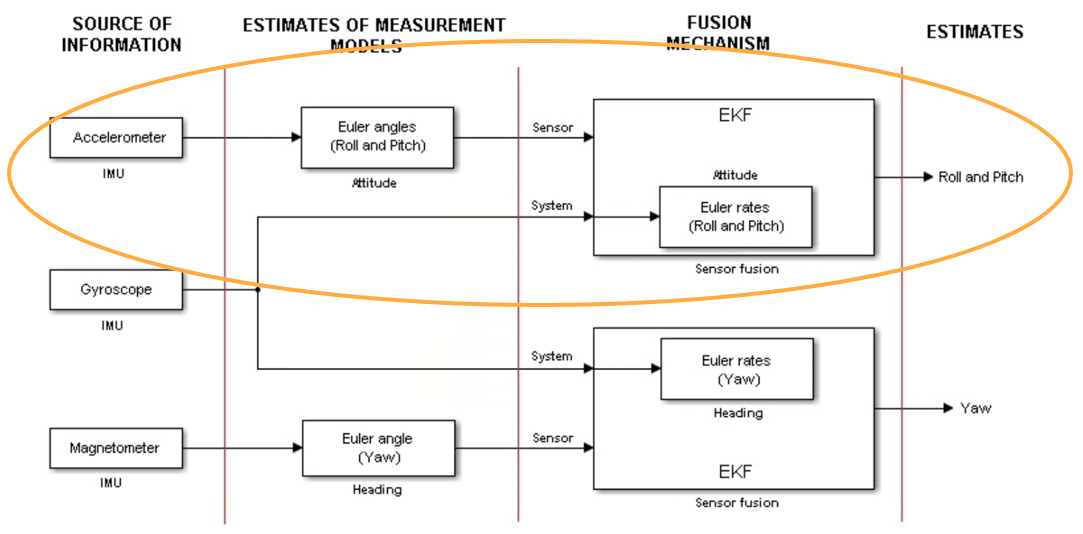 SOURCE OF
INFORMATION
ESTIMATES OF MEASUREMENT
MODELS
FUSION
MECHANISM
ESTIMATES
Accelerometer
IMU
Euler angles
(Roll and Pitch)
Attitude
Sensor
EKF
Attitude
System
Euler rates
(Roll and Pitch)
Sensor fusion
Roll and Pitch
Gyroscope
IMU
System
Euler rates
(Yaw)
Heading
Yaw
Magnetometer
IMU
Euler angle
(Yaw)
Heading
Sensor
EKF
Sensor fusion